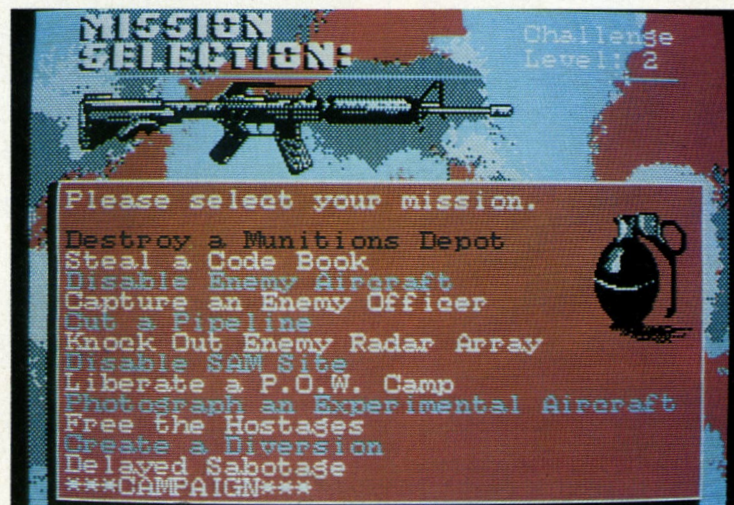 MISSION
SELECTION:
Challenge
Level: 2
Please select your mission.
Destroy a Munitions Depot
Steal a Code Book
Disable Enemy Aircraft
Capture an Enemy Officer
Cut a Pipeline
Knock Out Enemy Radar Array
Disable SAM Site
Liberate a P.O.W. Camp
Photograph an Experimental Aircraft
Free the Hostages
Create a Diversion
Delayed Sabotage
***CAMPAIGN***